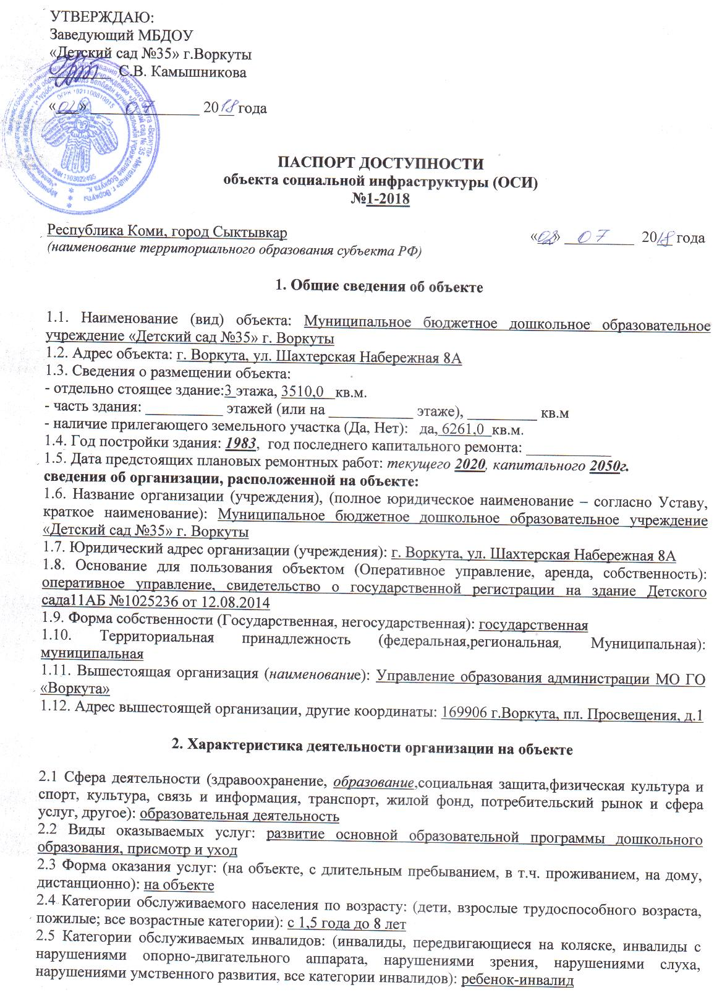 УТВЕРЖДАЮ:
Заведующий МБДОУ
«Детский сад №35» г.Воркуты
________ С.В. Камышникова
«02» 07 2018 года
ОГРН 1021100810015
ИНН 1103022495
ПАСПОРТ ДОСТУПНОСТИ
объекта социальной инфраструктуры (ОСИ)
№1-2018
Республика Коми, город Сыктывкар «02» 07 2018 года
(наименование территориального образования субъекта РФ)
1. Общие сведения об объекте
1.1. Наименование (вид) объекта: Муниципальное бюджетное дошкольное образовательное
учреждение «Детский сад №35» г. Воркуты
1.2. Адрес объекта: г. Воркута, ул. Шахтерская Набережная 8А
1.3. Сведения о размещении объекта:
- отдельно стоящее здание:3 этажа, 3510,0 кв.м.
- часть здания: __________ этажей (или на ___________ этаже), _________ кв.м
- наличие прилегающего земельного участка (Да, Нет): да, 6261,0 кв.м.
1.4. Год постройки здания: 1983, год последнего капитального ремонта: ___________
1.5. Дата предстоящих плановых ремонтных работ: текущего 2020, капитального 2050г.
сведения об организации, расположенной на объекте:
1.6. Название организации (учреждения), (полное юридическое наименование – согласно Уставу,
краткое наименование): Муниципальное бюджетное дошкольное образовательное учреждение
«Детский сад №35» г. Воркуты
1.7. Юридический адрес организации (учреждения): г. Воркута, ул. Шахтерская Набережная 8А
1.8. Основание для пользования объектом (Оперативное управление, аренда, собственность):
оперативное управление, свидетельство о государственной регистрации на здание Детского
сада11АБ №1025236 от 12.08.2014
1.9. Форма собственности (Государственная, негосударственная): государственная
1.10. Территориальная принадлежность (федеральная,региональная, Муниципальная):
муниципальная
1.11. Вышестоящая организация (наименование): Управление образования администрации МО ГО
«Воркута»
1.12. Адрес вышестоящей организации, другие координаты: 169906 г.Воркута, пл. Просвещения, д.1
2. Характеристика деятельности организации на объекте
2.1 Сфера деятельности (здравоохранение, образование,социальная защита,физическая культура и
спорт, культура, связь и информация, транспорт, жилой фонд, потребительский рынок и сфера
услуг, другое): образовательная деятельность
2.2 Виды оказываемых услуг: развитие основной образовательной программы дошкольного
образования, присмотр и уход
2.3 Форма оказания услуг: (на объекте, с длительным пребыванием, в т.ч. проживанием, на дому,
дистанционно): на объекте
2.4 Категории обслуживаемого населения по возрасту: (дети, взрослые трудоспособного возраста,
пожилые; все возрастные категории): с 1,5 года до 8 лет
2.5 Категории обслуживаемых инвалидов: (инвалиды, передвигающиеся на коляске, инвалиды с
нарушениями опорно-двигательного аппарата, нарушениями зрения, нарушениями слуха,
нарушениями умственного развития, все категории инвалидов): ребенок-инвалид